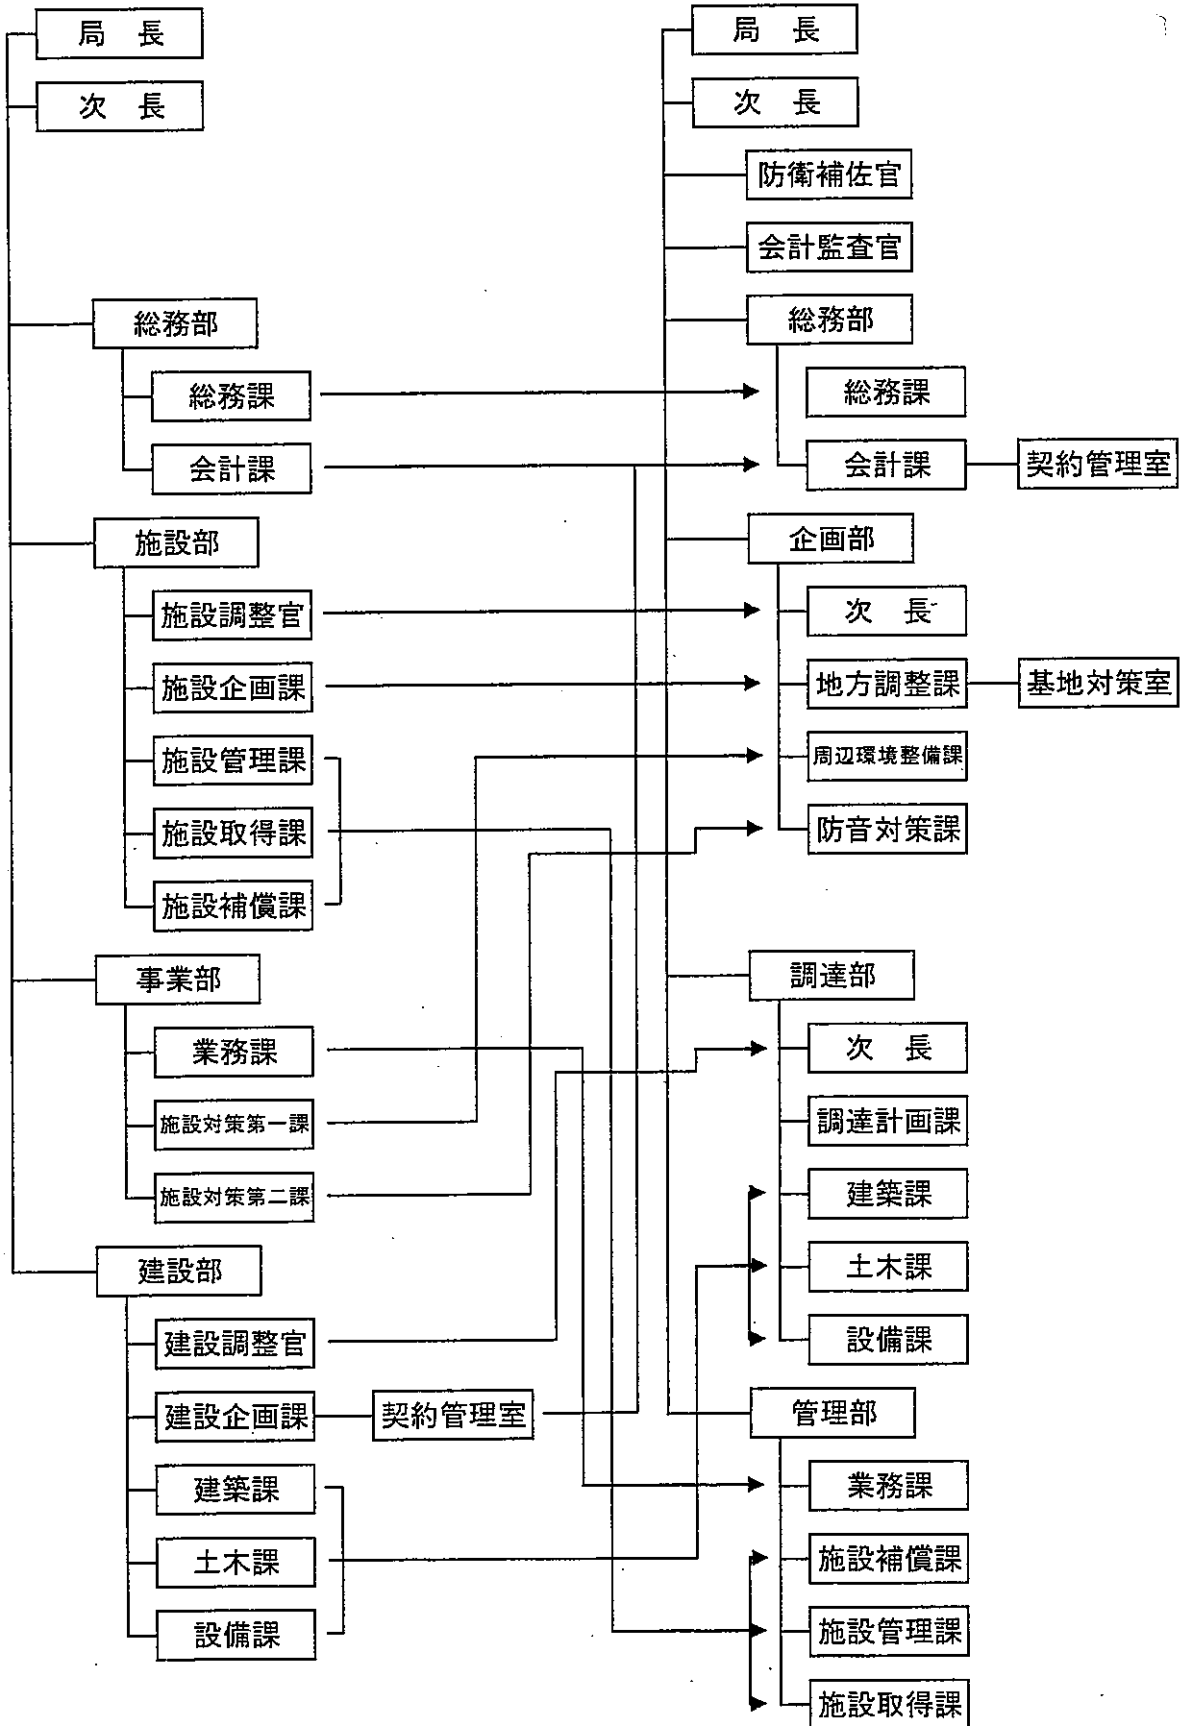 局　長
次　長
総務部
総務課
会計課
施設部
施設調整官
施設企画課
施設管理課
施設取得課
施設補償課
事業部
業務課
施設対策第一課
施設対策第二課
建設部
建設調整官
建設企画課
契約管理室
建築課
土木課
設備課
局　長
次　長
防衛補佐官
会計監査官
総務部
総務課
会計課
契約管理室
企画部
次　長
地方調整課
基地対策室
周辺環境整備課
防音対策課
調達部
次　長
調達計画課
建築課
土木課
設備課
管理部
業務課
施設補償課
施設管理課
施設取得課